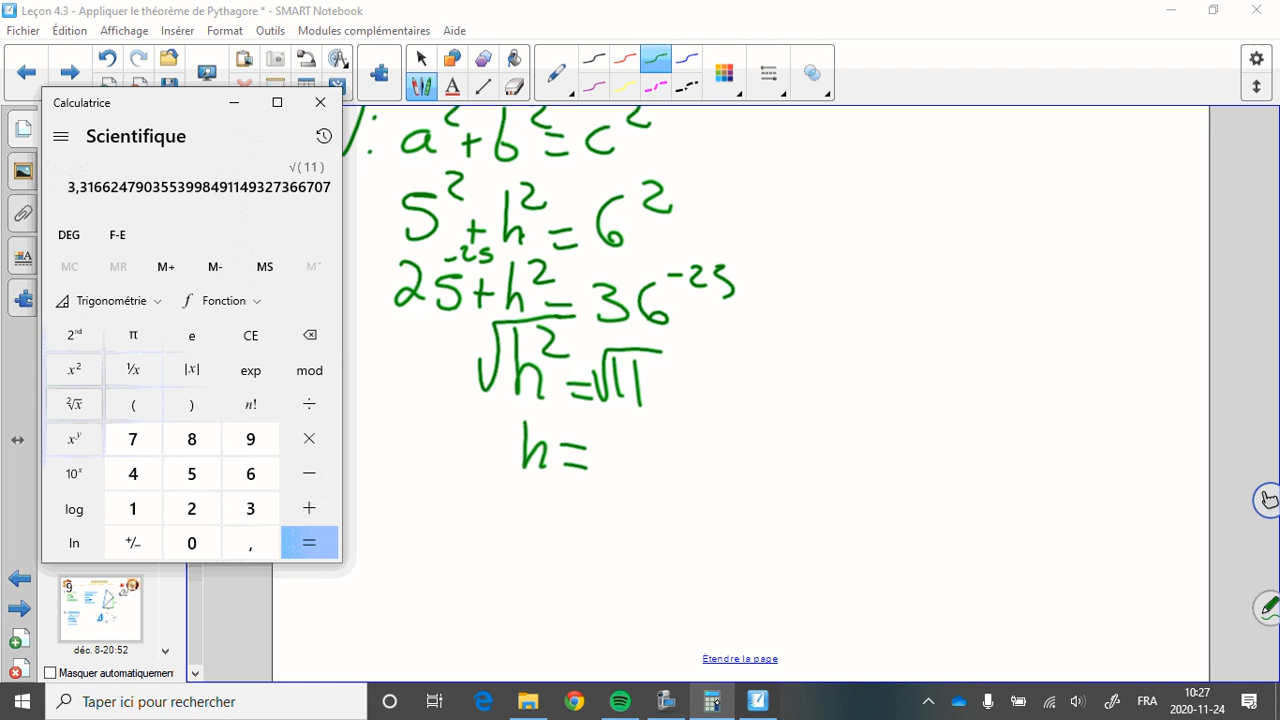 Leçon 4.3 - Appliquer le théorème de Pythagore * - SMART Notebook
Fichier Édition Affichage Insérer Format Outils Modules complémentaires Aide
Calculatrice
Scientifique
√(11)
3,3166247903553998491149327366707
DEG F-E
MC MR M+ M- MS M˅
Trigonométrie f Fonction
2ⁿᵈ π e CE
x² ¹/x |x| exp mod
²√x ( ) n! ÷
xʸ 7 8 9 ×
10ˣ 4 5 6 −
log 1 2 3 +
ln +/− 0 , =
: a² + b² = c²
5² + h² = 6²
25⁻²⁵ + h² = 36⁻²⁵
√h² = √11
h =
9
déc. 8-20:52
Masquer automatiquement
Étendre la page
Taper ici pour rechercher
FRA
10:27
2020-11-24